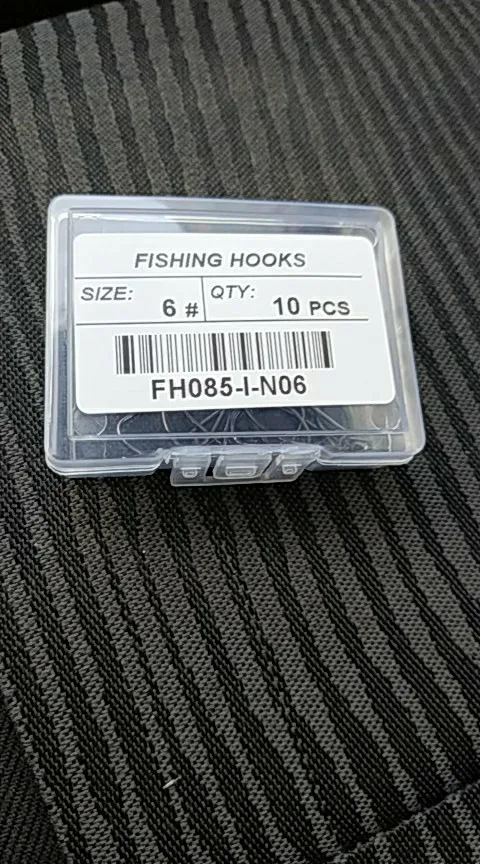 FISHING HOOKS
SIZE: 6 # QTY: 10 PCS
FH085-I-N06